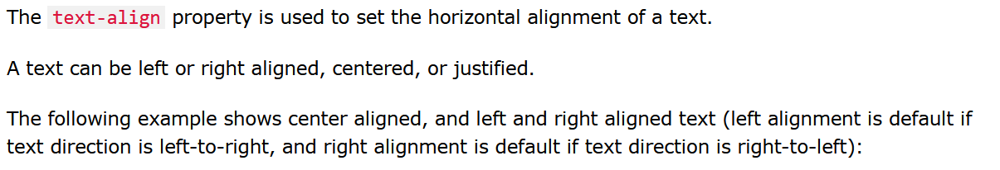 The text-align property is used to set the horizontal alignment of a text.
A text can be left or right aligned, centered, or justified.
The following example shows center aligned, and left and right aligned text (left alignment is default if
text direction is left-to-right, and right alignment is default if text direction is right-to-left):